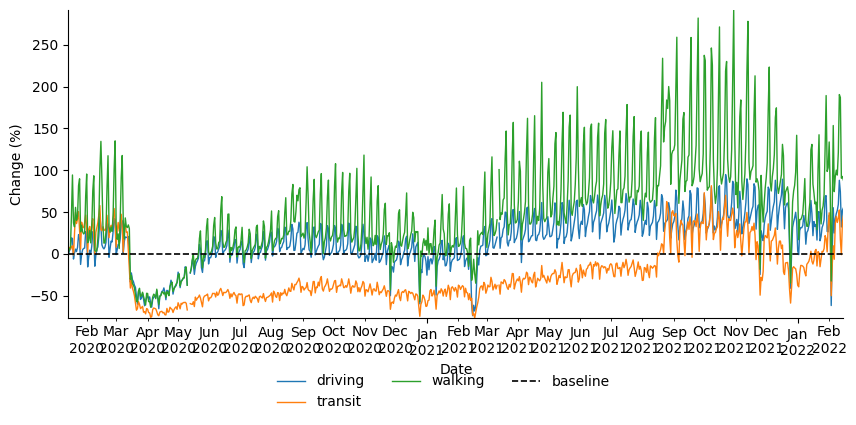 Change (%)
250
200
150
100
50
0
−50
Feb Mar Apr May Jun Jul Aug Sep Oct Nov Dec Jan Feb Mar Apr May Jun Jul Aug Sep Oct Nov Dec Jan Feb
2020 2020 2020 2020 2020 2020 2020 2020 2020 2020 2020 2021 2021 2021 2021 2021 2021 2021 2021 2021 2021 2021 2021 2022 2022
Date
driving walking baseline
transit